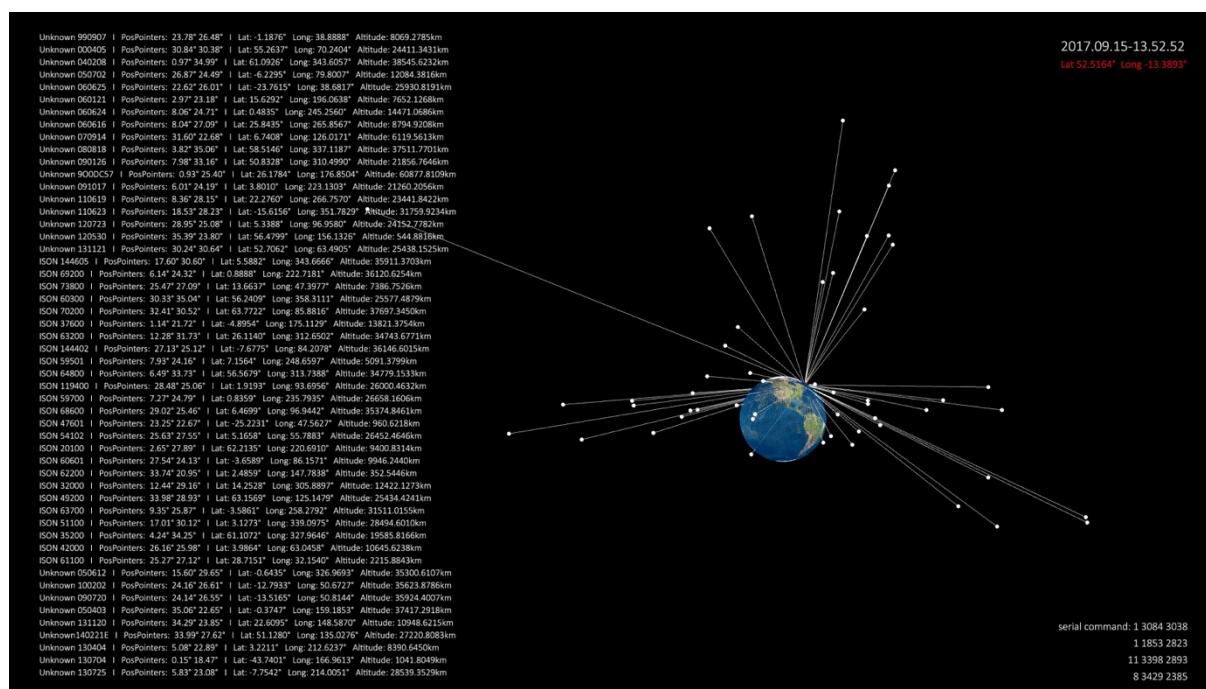 Unknown 990907 I PosPointers: 23.78° 26.48° I Lat: -1.1876° Long: 38.8888° Altitude: 8069.2785km
Unknown 000405 I PosPointers: 30.84° 30.38° I Lat: 55.2637° Long: 70.2404° Altitude: 24411.3431km
Unknown 040208 I PosPointers: 0.97° 34.99° I Lat: 61.0926° Long: 343.6057° Altitude: 38545.6232km
Unknown 050702 I PosPointers: 26.87° 24.49° I Lat: -6.2295° Long: 79.8007° Altitude: 12084.3816km
Unknown 060625 I PosPointers: 22.62° 26.01° I Lat: -23.7615° Long: 38.6817° Altitude: 25930.8191km
Unknown 060121 I PosPointers: 2.97° 23.18° I Lat: 15.6292° Long: 196.0638° Altitude: 7652.1268km
Unknown 060624 I PosPointers: 8.06° 24.71° I Lat: 0.4835° Long: 245.2560° Altitude: 14471.0686km
Unknown 060616 I PosPointers: 8.04° 27.09° I Lat: 25.8435° Long: 265.8567° Altitude: 8794.9208km
Unknown 070914 I PosPointers: 31.60° 22.68° I Lat: 6.7408° Long: 126.0171° Altitude: 6119.5613km
Unknown 080818 I PosPointers: 3.82° 35.06° I Lat: 58.5146° Long: 337.1187° Altitude: 37511.7701km
Unknown 090126 I PosPointers: 7.98° 33.16° I Lat: 50.8328° Long: 310.4990° Altitude: 21856.7646km
Unknown 9O0DC57 I PosPointers: 0.93° 25.40° I Lat: 26.1784° Long: 176.8504° Altitude: 60877.8109km
Unknown 091017 I PosPointers: 6.01° 24.19° I Lat: 3.8010° Long: 223.1303° Altitude: 21260.2056km
Unknown 110619 I PosPointers: 8.36° 28.15° I Lat: 22.2760° Long: 266.7570° Altitude: 23441.8422km
Unknown 110623 I PosPointers: 18.53° 28.23° I Lat: -15.6156° Long: 351.7829° Altitude: 31759.9234km
Unknown 120723 I PosPointers: 28.95° 25.08° I Lat: 5.3388° Long: 96.9580° Altitude: 24152.7782km
Unknown 120530 I PosPointers: 35.39° 23.80° I Lat: 56.4799° Long: 156.1326° Altitude: 544.8816km
Unknown 131121 I PosPointers: 30.24° 30.64° I Lat: 52.7062° Long: 63.4905° Altitude: 25438.1525km
ISON 144605 I PosPointers: 17.60° 30.60° I Lat: 5.5882° Long: 343.6666° Altitude: 35911.3703km
ISON 69200 I PosPointers: 6.14° 24.32° I Lat: 0.8888° Long: 222.7181° Altitude: 36120.6254km
ISON 73800 I PosPointers: 25.47° 27.09° I Lat: 13.6637° Long: 47.3977° Altitude: 7386.7526km
ISON 60300 I PosPointers: 30.33° 35.04° I Lat: 56.2409° Long: 358.3111° Altitude: 25577.4879km
ISON 70200 I PosPointers: 32.41° 30.52° I Lat: 63.7722° Long: 85.8816° Altitude: 37697.3450km
ISON 37600 I PosPointers: 1.14° 21.72° I Lat: -4.8954° Long: 175.1129° Altitude: 13821.3754km
ISON 63200 I PosPointers: 12.28° 31.73° I Lat: 26.1140° Long: 312.6502° Altitude: 34743.6771km
ISON 144402 I PosPointers: 27.13° 25.12° I Lat: -7.6775° Long: 84.2078° Altitude: 36146.6015km
ISON 59501 I PosPointers: 7.93° 24.16° I Lat: 7.1564° Long: 248.6597° Altitude: 5091.3799km
ISON 64800 I PosPointers: 6.49° 33.73° I Lat: 56.5679° Long: 313.7388° Altitude: 34779.1533km
ISON 119400 I PosPointers: 28.48° 25.06° I Lat: 1.9193° Long: 93.6956° Altitude: 26000.4632km
ISON 59700 I PosPointers: 7.27° 24.79° I Lat: 0.8359° Long: 235.7935° Altitude: 26658.1606km
ISON 68600 I PosPointers: 29.02° 25.46° I Lat: 6.4699° Long: 96.9442° Altitude: 35374.8461km
ISON 47601 I PosPointers: 23.25° 22.67° I Lat: -25.2231° Long: 47.5627° Altitude: 960.6218km
ISON 54102 I PosPointers: 25.63° 27.55° I Lat: 5.1658° Long: 55.7883° Altitude: 26452.4646km
ISON 20100 I PosPointers: 2.65° 27.89° I Lat: 62.2135° Long: 220.6910° Altitude: 9400.8314km
ISON 60601 I PosPointers: 27.54° 24.13° I Lat: -3.6589° Long: 86.1571° Altitude: 9946.2440km
ISON 62200 I PosPointers: 33.74° 20.95° I Lat: 2.4859° Long: 147.7838° Altitude: 352.5446km
ISON 32000 I PosPointers: 12.44° 29.16° I Lat: 14.2528° Long: 305.8897° Altitude: 12422.1273km
ISON 49200 I PosPointers: 33.98° 28.93° I Lat: 63.1569° Long: 125.1479° Altitude: 25434.4241km
ISON 63700 I PosPointers: 9.35° 25.87° I Lat: -3.5861° Long: 258.2792° Altitude: 31511.0155km
ISON 51100 I PosPointers: 17.01° 30.12° I Lat: 3.1273° Long: 339.0975° Altitude: 28494.6010km
ISON 35200 I PosPointers: 4.24° 34.25° I Lat: 61.1072° Long: 327.9646° Altitude: 19585.8166km
ISON 42000 I PosPointers: 26.16° 25.98° I Lat: 3.9864° Long: 63.0458° Altitude: 10645.6238km
ISON 61100 I PosPointers: 25.27° 27.12° I Lat: 28.7151° Long: 32.1540° Altitude: 2215.8843km
Unknown 050612 I PosPointers: 15.60° 29.65° I Lat: -0.6435° Long: 326.9693° Altitude: 35300.6107km
Unknown 100202 I PosPointers: 24.16° 26.61° I Lat: -12.7933° Long: 50.6727° Altitude: 35623.8786km
Unknown 090720 I PosPointers: 24.14° 26.55° I Lat: -13.5165° Long: 50.8144° Altitude: 35924.4007km
Unknown 050403 I PosPointers: 35.06° 22.65° I Lat: -0.3747° Long: 159.1853° Altitude: 37417.2918km
Unknown 131120 I PosPointers: 34.29° 23.85° I Lat: 22.6095° Long: 148.5870° Altitude: 10948.6215km
Unknown140221E I PosPointers: 33.99° 27.62° I Lat: 51.1280° Long: 135.0276° Altitude: 27220.8083km
Unknown 130404 I PosPointers: 5.08° 22.89° I Lat: 3.2211° Long: 212.6237° Altitude: 8390.6450km
Unknown 130704 I PosPointers: 0.15° 18.47° I Lat: -43.7401° Long: 166.9613° Altitude: 1041.8049km
Unknown 130725 I PosPointers: 5.83° 23.08° I Lat: -7.7542° Long: 214.0051° Altitude: 28539.3529km
2017.09.15-13.52.52
Lat 52.5164° Long -13.3893°
serial command: 1 3084 3038
1 1853 2823
11 3398 2893
8 3429 2385